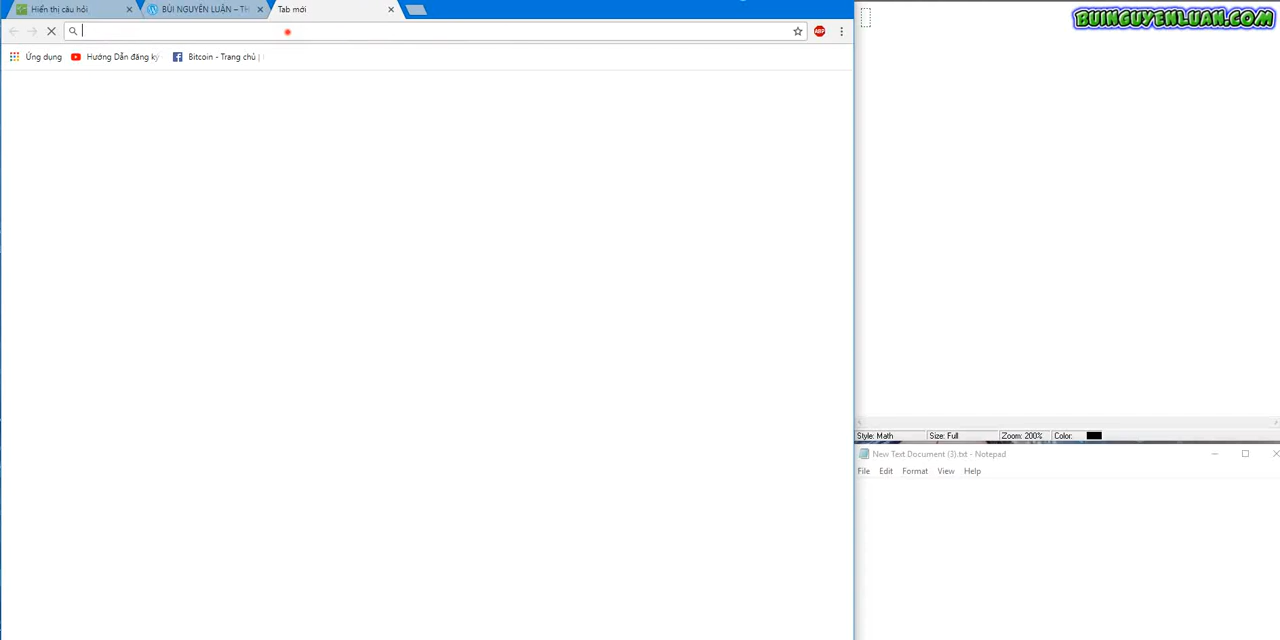 Hiển thị câu hỏi
BÙI NGUYÊN LUẬN – TH
Tab mới
ABP
Ứng dụng
Hướng Dẫn đăng ký
Bitcoin - Trang chủ |
BUINGUYENLUAN.COM
Style: Math
Size: Full
Zoom: 200%
Color:
New Text Document (3).txt - Notepad
File
Edit
Format
View
Help